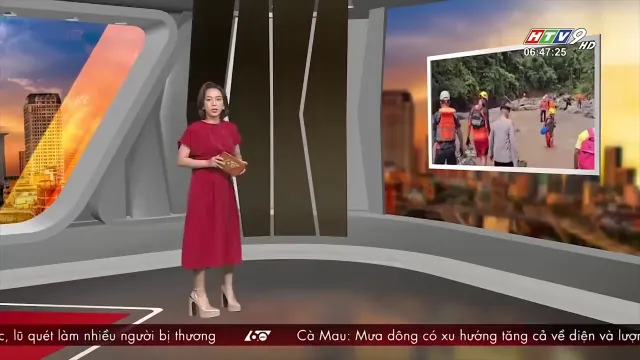 HTV9 HD
06:47:25
c, lũ quét làm nhiều người bị thương 60 Cà Mau: Mưa dông có xu hướng tăng cả về diện và lượ